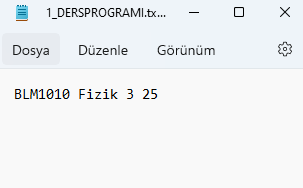 1_DERSPROGRAMI.tx...
Dosya Düzenle Görünüm
BLM1010 Fizik 3 25